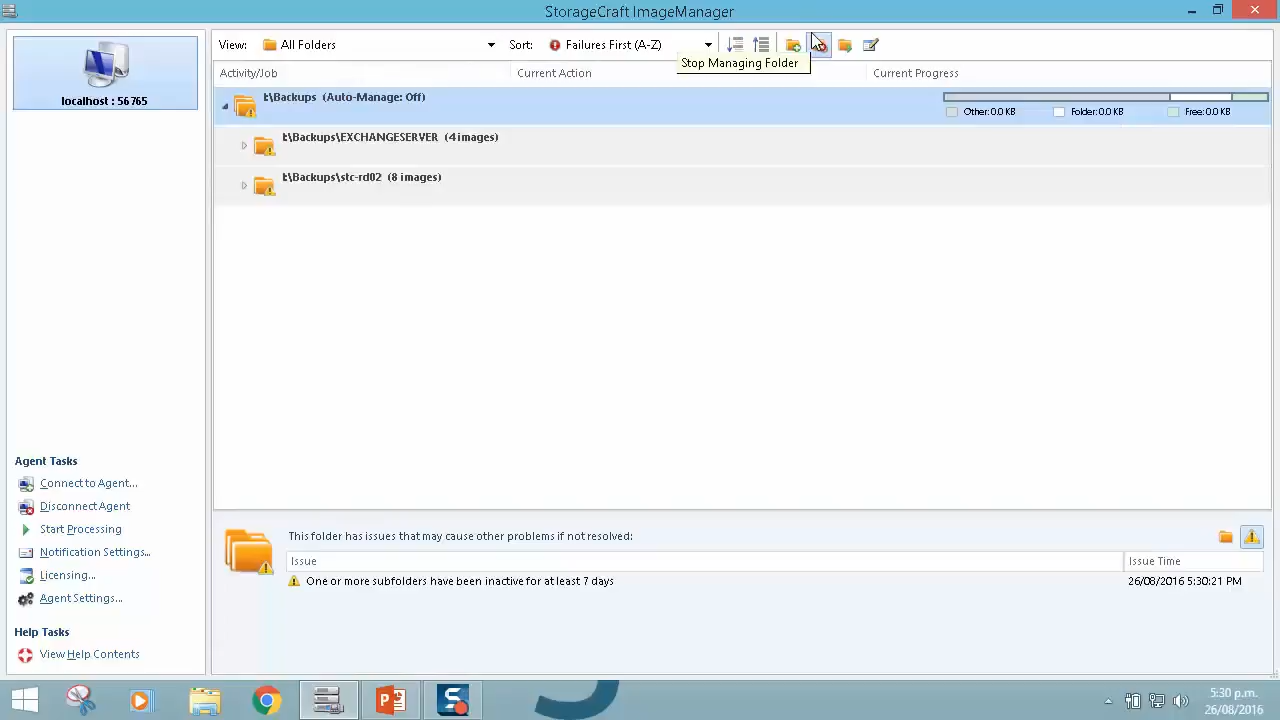 StorageCraft ImageManager
localhost : 56765
View: All Folders Sort: Failures First (A-Z)
Stop Managing Folder
Activity/Job Current Action Current Progress
I:\Backups (Auto-Manage: Off)
Other: 0.0 KB Folder: 0.0 KB Free: 0.0 KB
I:\Backups\EXCHANGESERVER (4 images)
I:\Backups\stc-rd02 (8 images)
Agent Tasks
Connect to Agent...
Disconnect Agent
Start Processing
Notification Settings...
Licensing...
Agent Settings...
Help Tasks
View Help Contents
This folder has issues that may cause other problems if not resolved:
Issue Issue Time
One or more subfolders have been inactive for at least 7 days 26/08/2016 5:30:21 PM
5:30 p.m.
26/08/2016